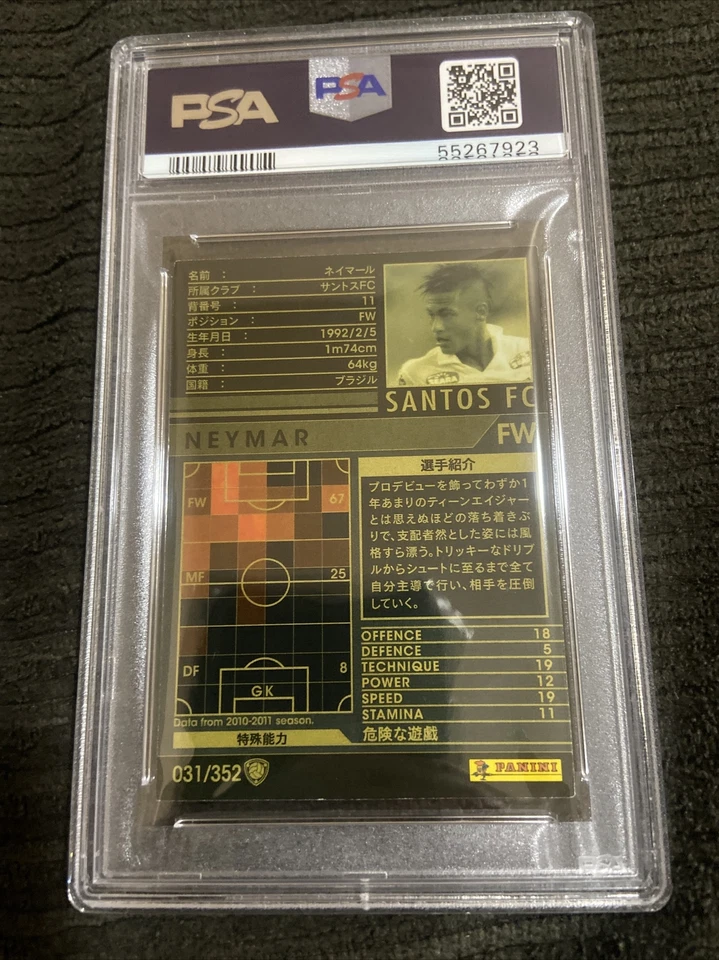 PSA
PSA
55267923
名前 : ネイマール
所属クラブ : サントスFC
背番号 : 11
ポジション : FW
生年月日 : 1992/2/5
身長 : 1m74cm
体重 : 64kg
国籍 : ブラジル
SANTOS FC
NEYMAR
FW
FW 67
MF 25
DF 8
GK
Data from 2010-2011 season.
特殊能力
選手紹介
プロデビューを飾ってわずか1
年あまりのティーンエイジャー
とは思えぬほどの落ち着きぶ
りで、支配者然とした姿には風
格すら漂う。トリッキーなドリブ
ルからシュートに至るまで全て
自分主導で行い、相手を圧倒
していく。
OFFENCE 18
DEFENCE 5
TECHNIQUE 19
POWER 12
SPEED 19
STAMINA 11
危険な遊戯
031/352
PANINI